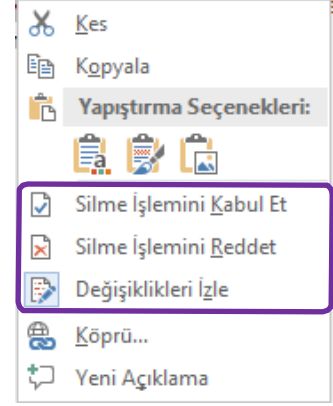 Kes
Kopyala
Yapıştırma Seçenekleri:
Silme İşlemini Kabul Et
Silme İşlemini Reddet
Değişiklikleri İzle
Köprü...
Yeni Açıklama